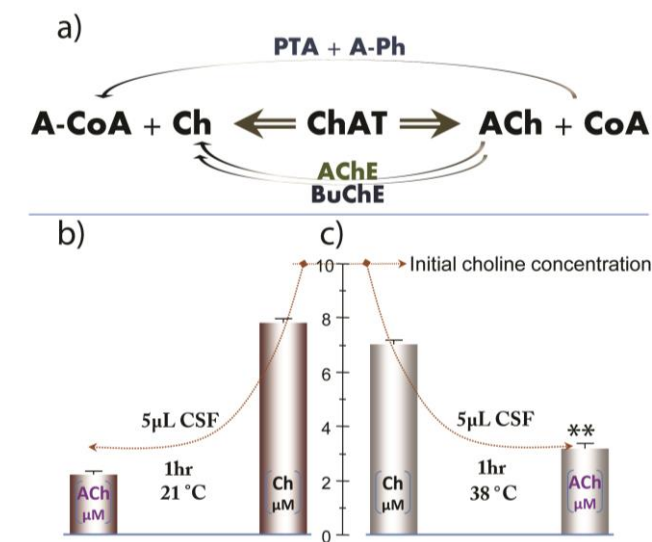 a)
PTA + A-Ph
A-CoA + Ch ChAT ACh + CoA
AChE
BuChE
b) c)
10 Initial choline concentration
8
6
4
2
0
5μL CSF
1hr
21 °C
ACh
μM
Ch
μM
Ch
μM
5μL CSF
1hr
38 °C
**
ACh
μM